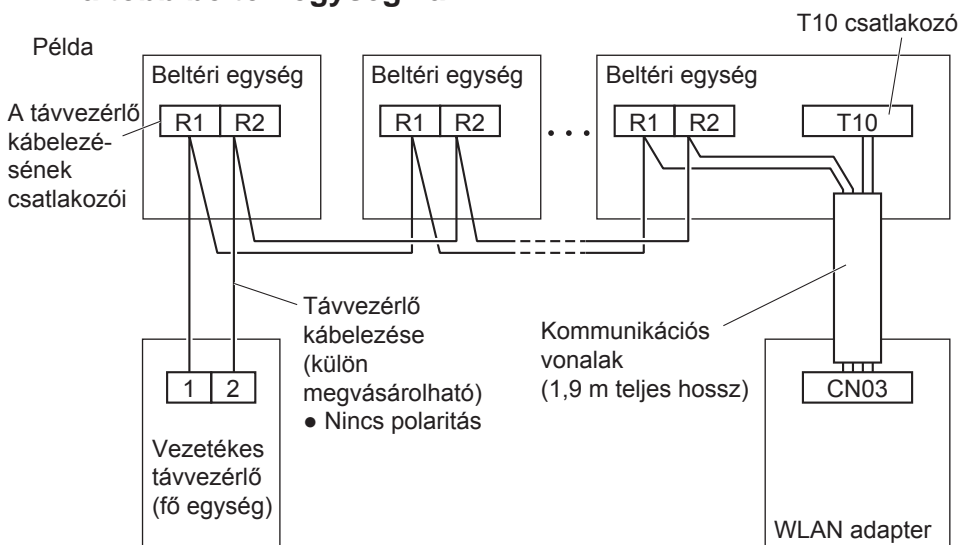 T10 csatlakozó
Példa
Beltéri egység
Beltéri egység
Beltéri egység
A távvezérlő
kábelezé-
sének
csatlakozói
R1 R2
R1 R2
R1 R2
T10
Távvezérlő
kábelezése
(külön
megvásárolható)
● Nincs polaritás
Kommunikációs
vonalak
(1,9 m teljes hossz)
1 2
CN03
Vezetékes
távvezérlő
(fő egység)
WLAN adapter